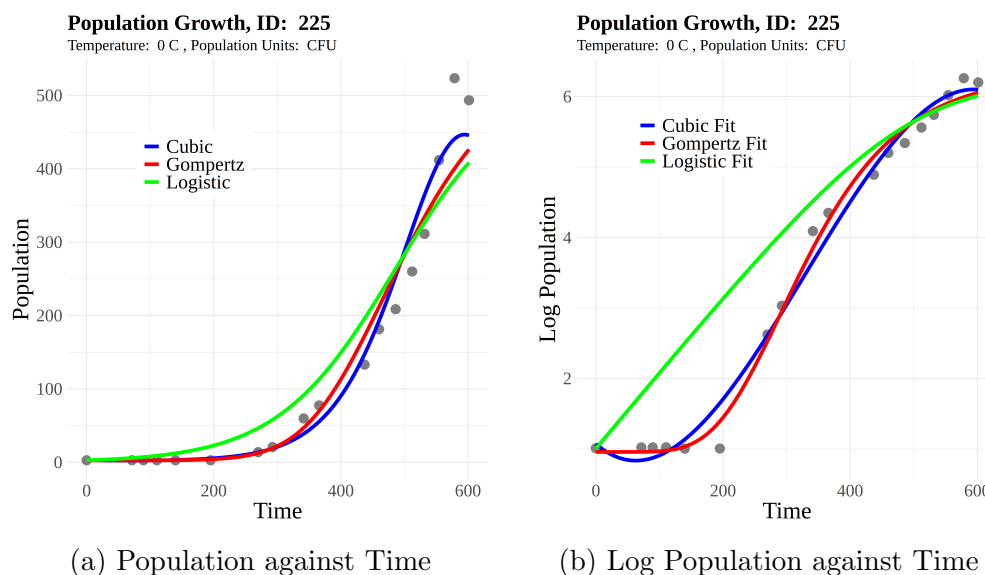 Population Growth, ID: 225
Temperature: 0 C , Population Units: CFU
500
400
300
200
100
0
Cubic
Gompertz
Logistic
Population
0 200 400 600
Time
(a) Population against Time
Population Growth, ID: 225
Temperature: 0 C , Population Units: CFU
6
4
2
Cubic Fit
Gompertz Fit
Logistic Fit
Log Population
0 200 400 600
Time
(b) Log Population against Time